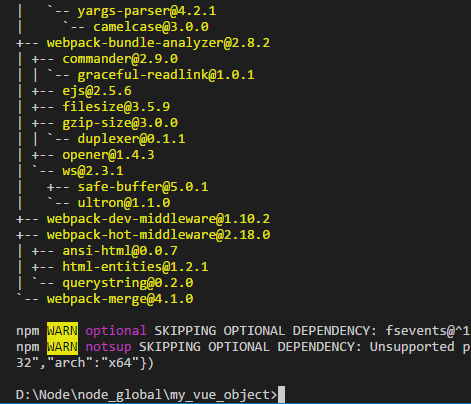 |   `-- yargs-parser@4.2.1
|     `-- camelcase@3.0.0
+-- webpack-bundle-analyzer@2.8.2
| +-- commander@2.9.0
| | `-- graceful-readlink@1.0.1
| +-- ejs@2.5.6
| +-- filesize@3.5.9
| +-- gzip-size@3.0.0
| | `-- duplexer@0.1.1
| +-- opener@1.4.3
| `-- ws@2.3.1
|   +-- safe-buffer@5.0.1
|   `-- ultron@1.1.0
+-- webpack-dev-middleware@1.10.2
+-- webpack-hot-middleware@2.18.0
| +-- ansi-html@0.0.7
| +-- html-entities@1.2.1
| `-- querystring@0.2.0
`-- webpack-merge@4.1.0
npm WARN optional SKIPPING OPTIONAL DEPENDENCY: fsevents@^1
npm WARN notsup SKIPPING OPTIONAL DEPENDENCY: Unsupported p
32","arch":"x64"})
D:\Node\node_global\my_vue_object>